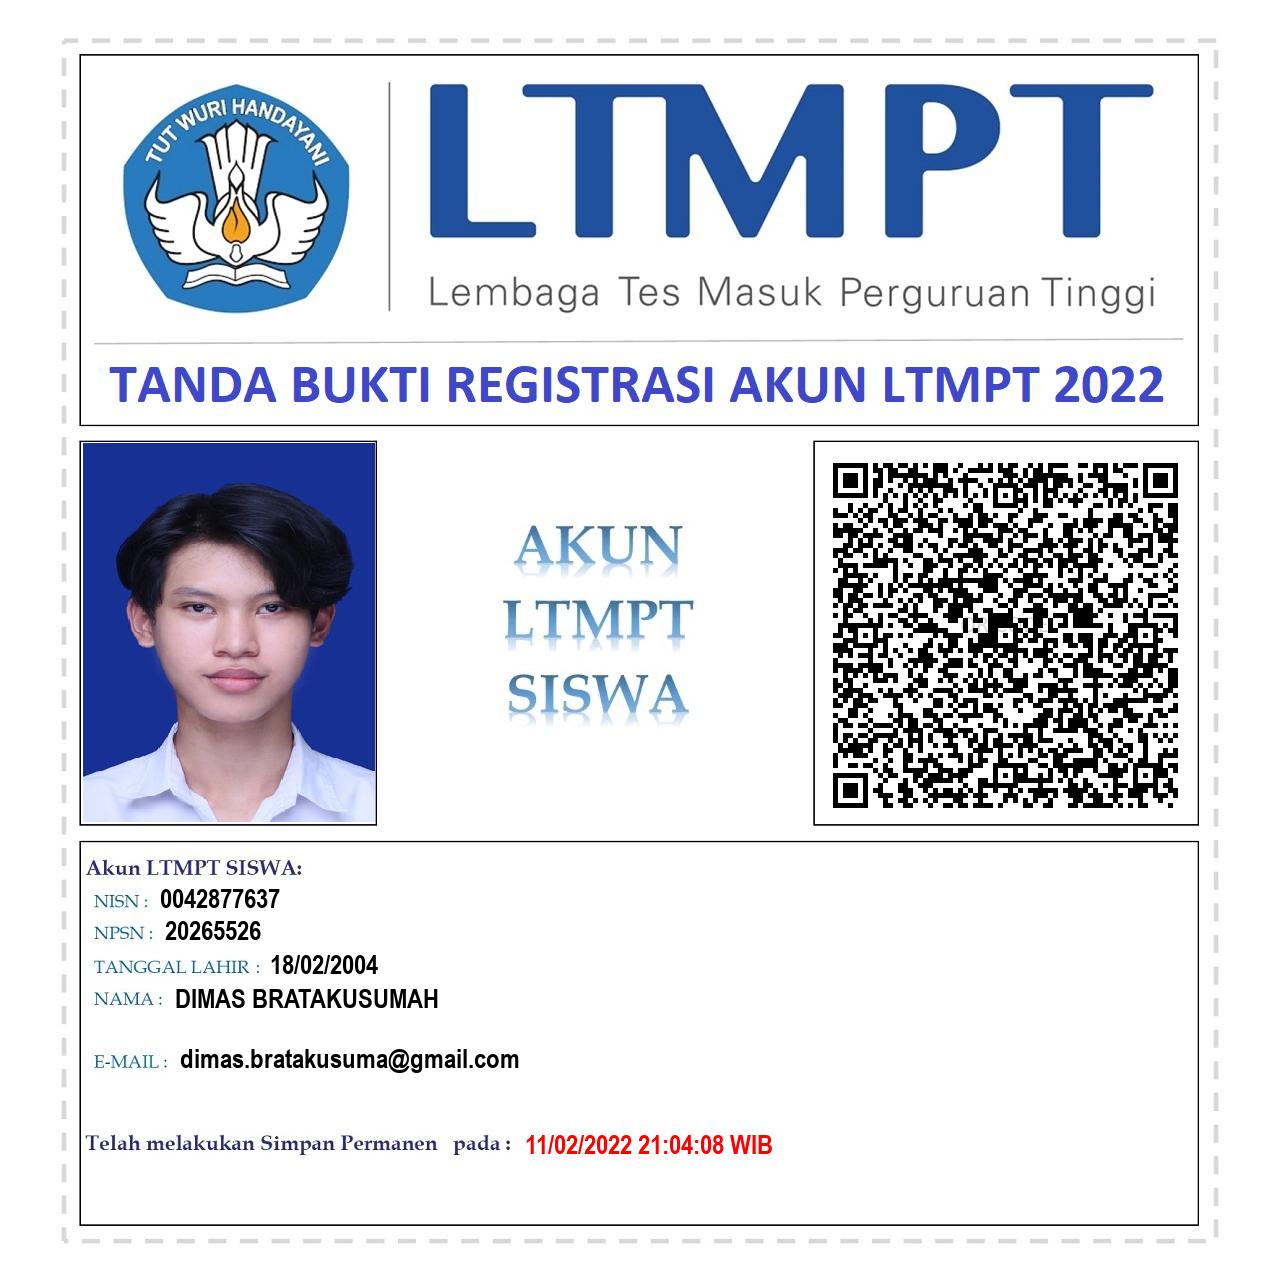 TUT WURI HANDAYANI
LTMPT
Lembaga Tes Masuk Perguruan Tinggi
TANDA BUKTI REGISTRASI AKUN LTMPT 2022
AKUN
LTMPT
SISWA
Akun LTMPT SISWA:
NISN : 0042877637
NPSN : 20265526
TANGGAL LAHIR : 18/02/2004
NAMA : DIMAS BRATAKUSUMAH
E-MAIL : dimas.bratakusuma@gmail.com
Telah melakukan Simpan Permanen pada : 11/02/2022 21:04:08 WIB